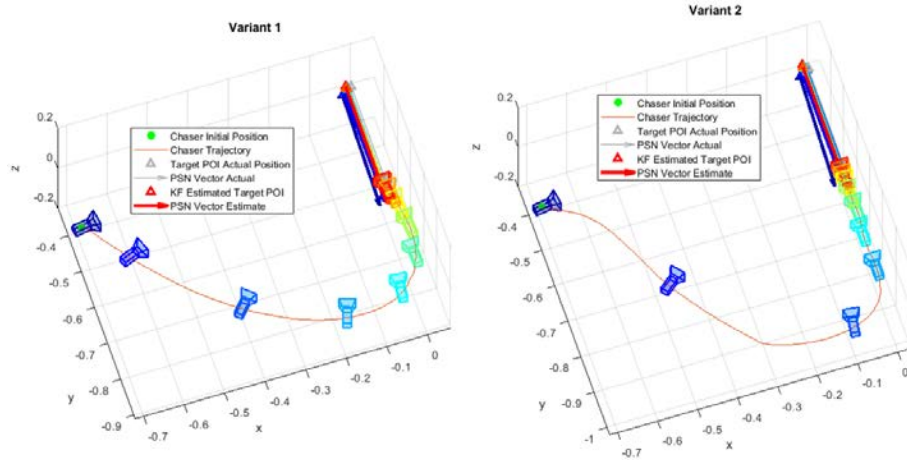 Variant 1
z
0.2
0
-0.2
-0.4
-0.5
-0.6
-0.7
-0.8
-0.9
y
-0.7
-0.6
-0.5
-0.4
-0.3
-0.2
-0.1
0
x
Chaser Initial Position
Chaser Trajectory
Target POI Actual Position
PSN Vector Actual
KF Estimated Target POI
PSN Vector Estimate
Variant 2
z
0.2
0
-0.2
-0.4
-0.5
-0.6
-0.7
-0.8
-0.9
-1
y
-0.7
-0.6
-0.5
-0.4
-0.3
-0.2
-0.1
0
x
Chaser Initial Position
Chaser Trajectory
Target POI Actual Position
PSN Vector Actual
KF Estimated Target POI
PSN Vector Estimate